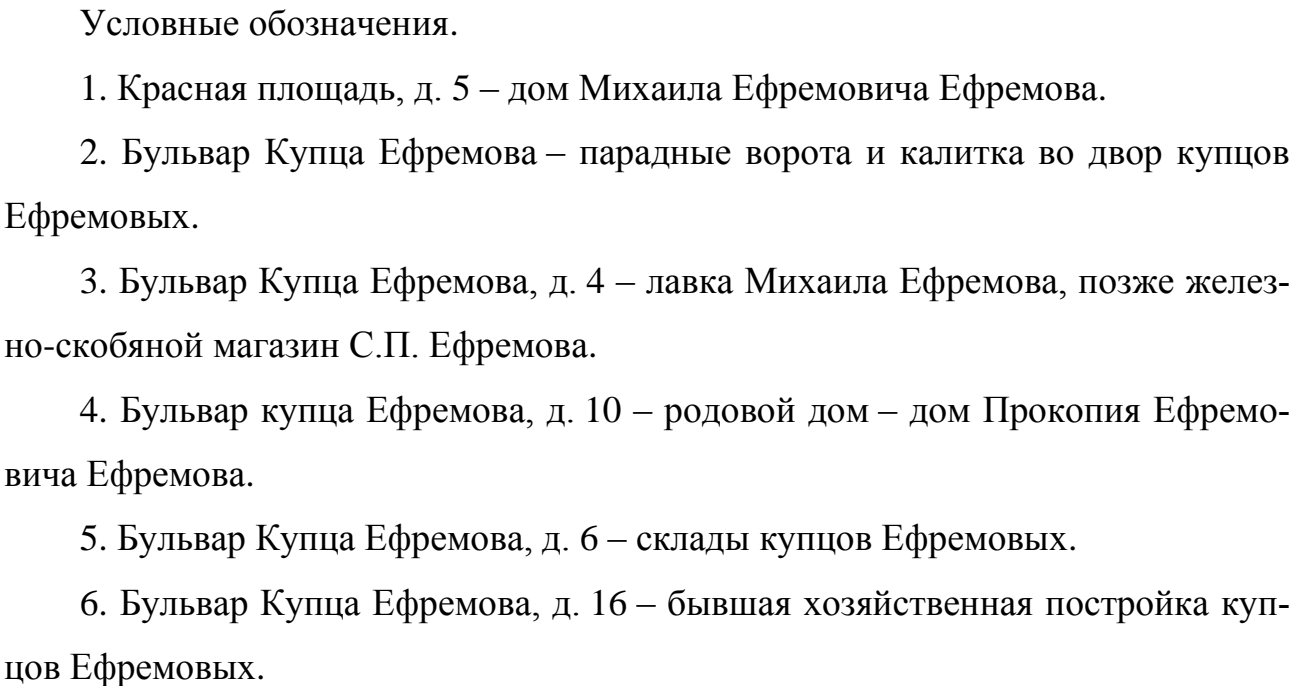 Условные обозначения.
1. Красная площадь, д. 5 – дом Михаила Ефремовича Ефремова.
2. Бульвар Купца Ефремова – парадные ворота и калитка во двор купцов
Ефремовых.
3. Бульвар Купца Ефремова, д. 4 – лавка Михаила Ефремова, позже желез-
но-скобяной магазин С.П. Ефремова.
4. Бульвар купца Ефремова, д. 10 – родовой дом – дом Прокопия Ефремо-
вича Ефремова.
5. Бульвар Купца Ефремова, д. 6 – склады купцов Ефремовых.
6. Бульвар Купца Ефремова, д. 16 – бывшая хозяйственная постройка куп-
цов Ефремовых.